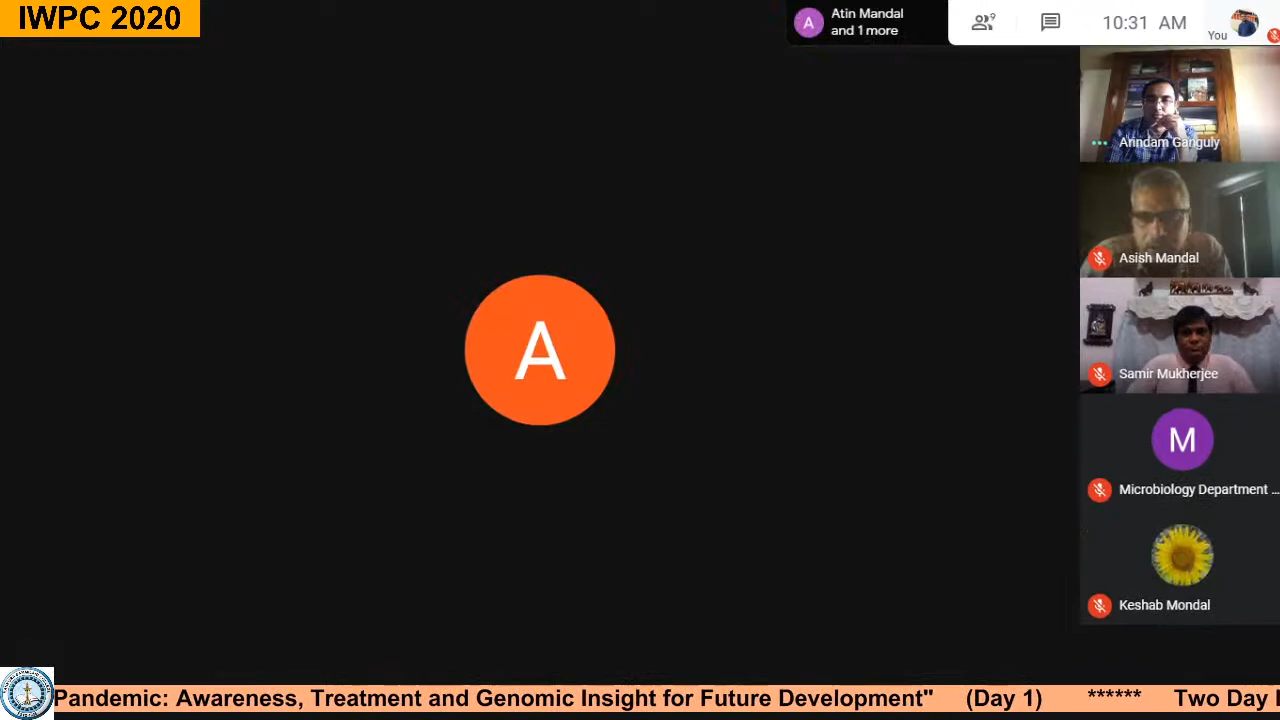 IWPC 2020
A
Atin Mandal
and 1 more
9
10:31 AM
You
Arindam Ganguly
Asish Mandal
Samir Mukherjee
A
M
Microbiology Department ...
Keshab Mondal
Pandemic: Awareness, Treatment and Genomic Insight for Future Development" (Day 1) ****** Two Day